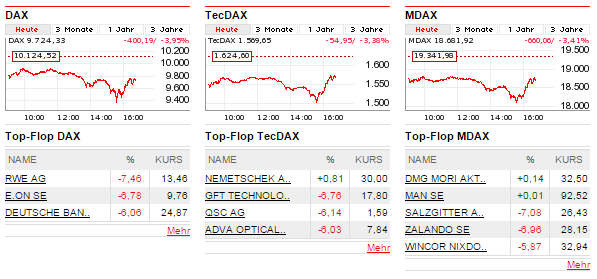 DAX
Heute 3 Monate 1 Jahr 3 Jahre
DAX 9.724,33 -400,19/ -3,95%
10.124,52
10.200
9.980
9.800
9.600
9.400
10:00 12:00 14:00 16:00
Top-Flop DAX
NAME % KURS
RWE AG -7,46 13,46
E.ON SE -6,78 9,76
DEUTSCHE BAN.. -6,06 24,87
Mehr
TecDAX
Heute 3 Monate 1 Jahr 3 Jahre
TecDAX 1.569,65 -54,95/ -3,38%
1.624,60
1.600
1.550
1.500
10:00 12:00 14:00 16:00
Top-Flop TecDAX
NAME % KURS
NEMETSCHEK A.. +0,81 30,00
GFT TECHNOLO.. -6,76 17,80
QSC AG -6,14 1,59
ADVA OPTICAL.. -6,03 7,84
Mehr
MDAX
Heute 3 Monate 1 Jahr 3 Jahre
MDAX 18.681,92 -660,06/ -3,41%
19.341,98
19.500
19.000
18.500
18.000
10:00 12:00 14:00 16:00
Top-Flop MDAX
NAME % KURS
DMG MORI AKT.. +0,14 32,50
MAN SE +0,01 92,52
SALZGITTER A.. -7,08 26,43
ZALANDO SE -6,96 28,15
WINCOR NIXDO.. -5,87 32,94
Mehr